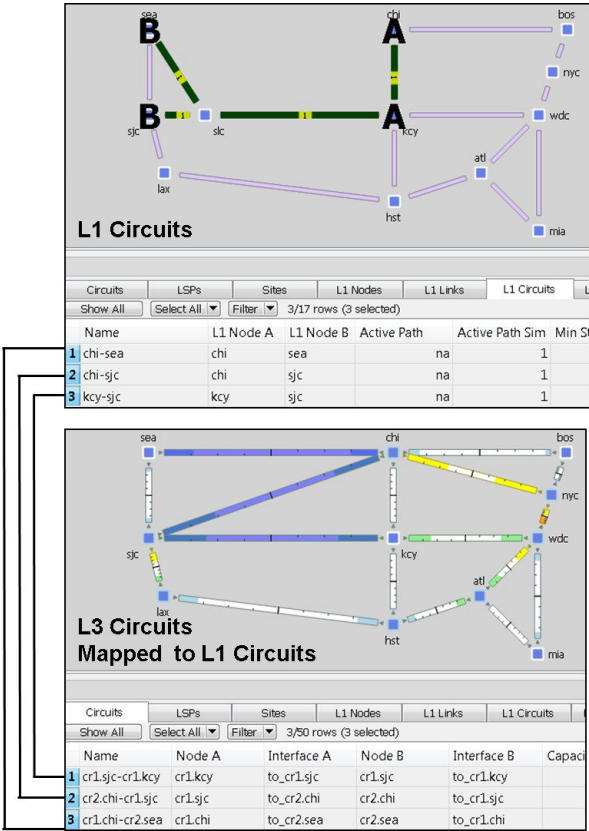 sea
chi
bos
B
A
nyc
B
A
wdc
sjc
slc
kcy
1
1
1
1
atl
lax
hst
mia
L1 Circuits
Circuits LSPs Sites L1 Nodes L1 Links L1 Circuits L
Show All Select All Filter 3/17 rows (3 selected)
Name L1 Node A L1 Node B Active Path Active Path Sim Min St
1 chi-sea chi sea na 1
2 chi-sjc chi sjc na 1
3 kcy-sjc kcy sjc na 1
sea
chi
bos
nyc
sjc
kcy
wdc
atl
lax
hst
mia
L3 Circuits
Mapped to L1 Circuits
Circuits LSPs Sites L1 Nodes L1 Links L1 Circuits
Show All Select All Filter 3/50 rows (3 selected)
Name Node A Interface A Node B Interface B Capaci
1 cr1.sjc-cr1.kcy cr1.kcy to_cr1.sjc cr1.sjc to_cr1.kcy
2 cr2.chi-cr1.sjc cr1.sjc to_cr2.chi cr2.chi to_cr1.sjc
3 cr1.chi-cr2.sea cr1.chi to_cr2.sea cr2.sea to_cr1.chi